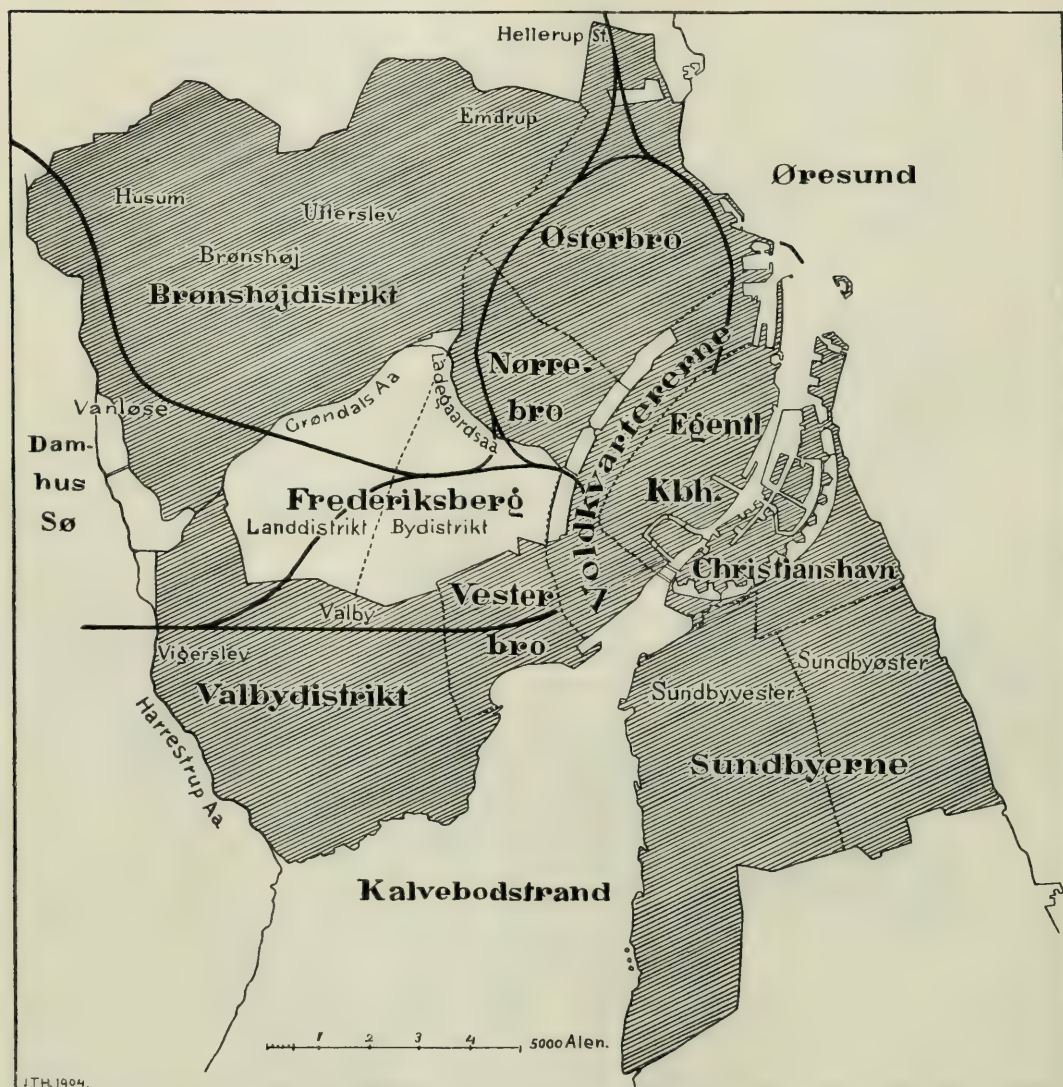 Hellerup St.
Emdrup
Øresund
Husum
Utterslev
Østerbro
Brønshøj
Brønshøjdistrikt
Nørre-
bro
Ladegaardsaa
Grøndals Aa
Voldkvartererne
Vanløse
Egentl
Kbh.
Dam-
hus
Sø
Frederiksberg
Landdistrikt
Bydistrikt
Christianshavn
Vester
bro
Valby
Vigerslev
Valbydistrikt
Sundbyøster
Sundbyvester
Sundbyerne
Harrestrup Aa
Kalvebodstrand
1 2 3 4 5000 Alen.
J.TH.1904.